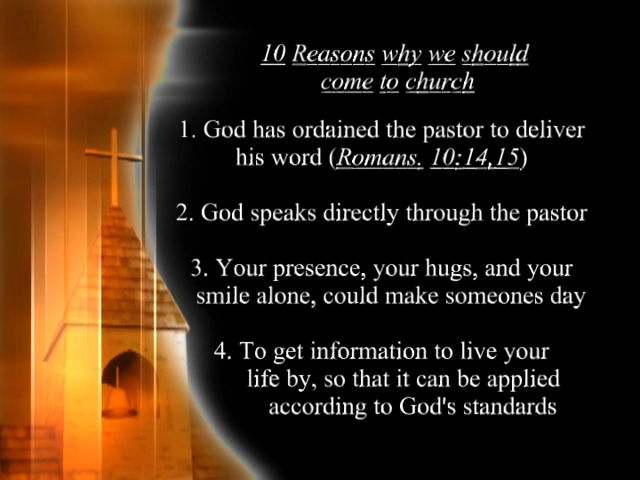 10 Reasons why we should
come to church
1. God has ordained the pastor to deliver
his word (Romans. 10:14,15)
2. God speaks directly through the pastor
3. Your presence, your hugs, and your
smile alone, could make someones day
4. To get information to live your
life by, so that it can be applied
according to God's standards